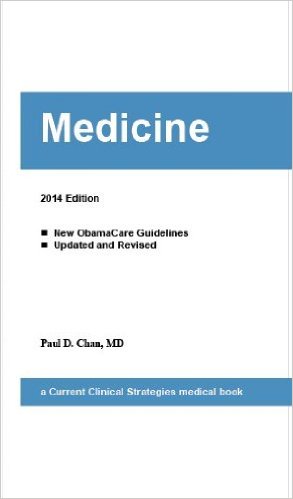 Medicine
2014 Edition
■ New ObamaCare Guidelines
■ Updated and Revised
Paul D. Chan, MD
a Current Clinical Strategies medical book